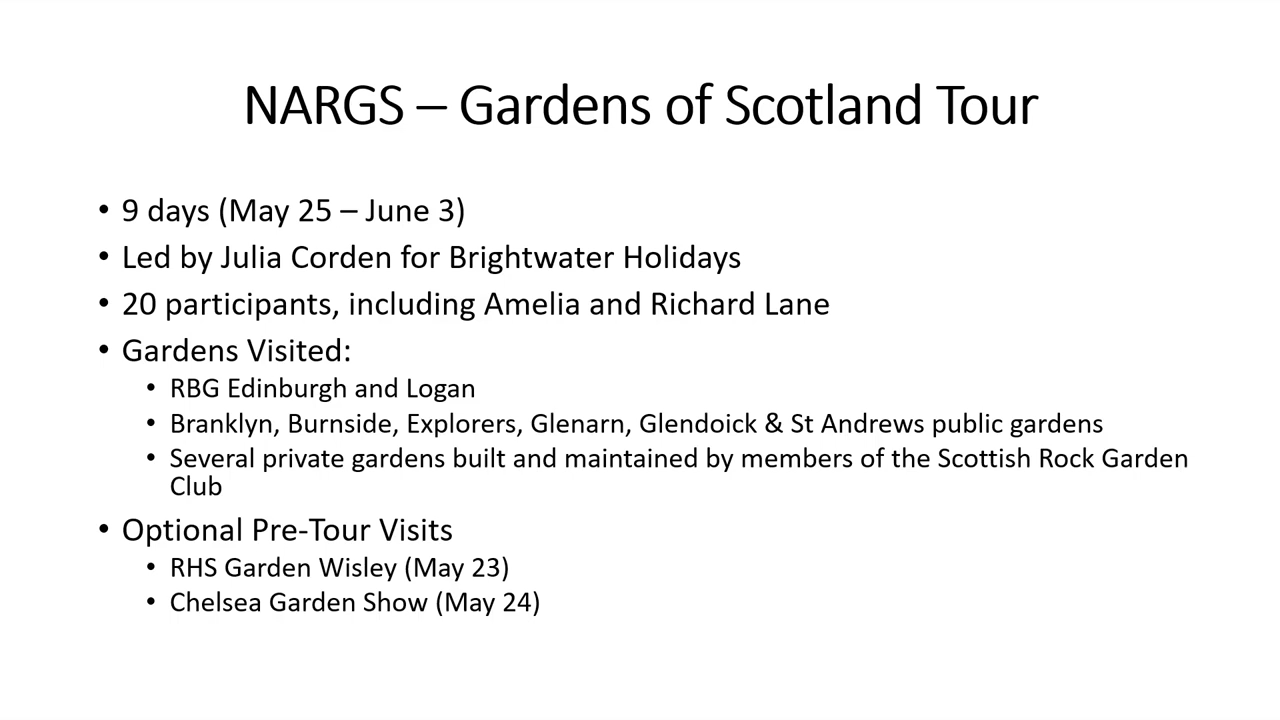 NARGS – Gardens of Scotland Tour
• 9 days (May 25 – June 3)
• Led by Julia Corden for Brightwater Holidays
• 20 participants, including Amelia and Richard Lane
• Gardens Visited:
• RBG Edinburgh and Logan
• Branklyn, Burnside, Explorers, Glenarn, Glendoick & St Andrews public gardens
• Several private gardens built and maintained by members of the Scottish Rock Garden
Club
• Optional Pre-Tour Visits
• RHS Garden Wisley (May 23)
• Chelsea Garden Show (May 24)